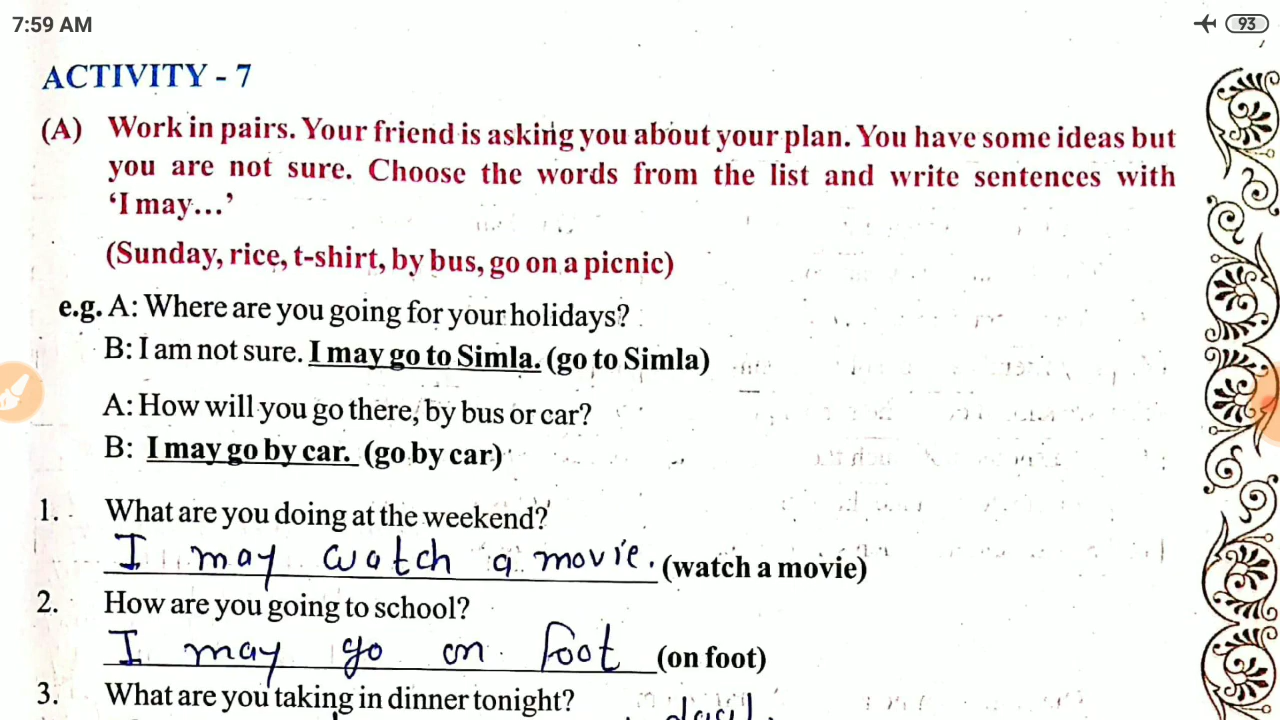 7:59 AM
93
ACTIVITY - 7
(A) Work in pairs. Your friend is asking you about your plan. You have some ideas but
you are not sure. Choose the words from the list and write sentences with
‘I may...’
(Sunday, rice, t-shirt, by bus, go on a picnic)
e.g. A: Where are you going for your holidays?
B: I am not sure. I may go to Simla. (go to Simla)
A: How will you go there, by bus or car?
B: I may go by car. (go by car)
1. What are you doing at the weekend?
I may watch a movie. (watch a movie)
2. How are you going to school?
I may go on foot (on foot)
3. What are you taking in dinner tonight?